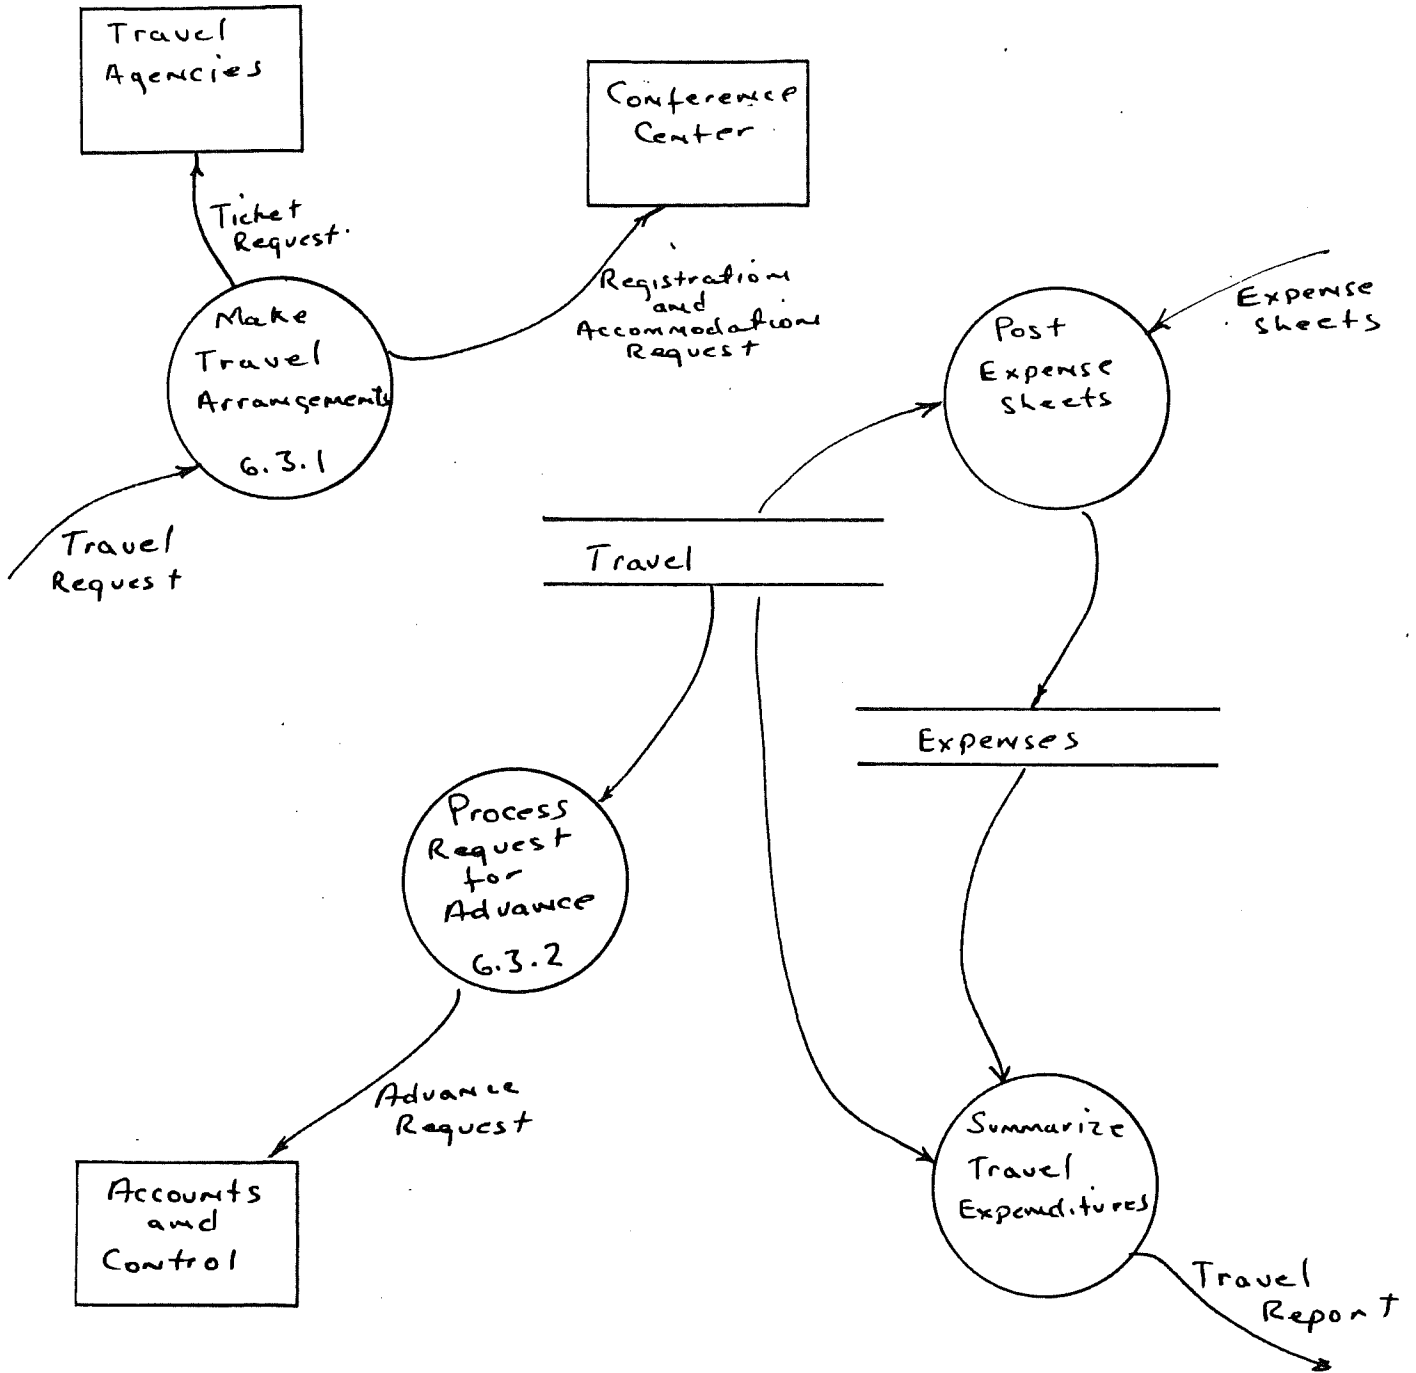 Travel
Agencies
Conference
Center
Ticket
Request
Registration
and
Accommodations
Request
Expense
Sheets
Make
Travel
Arrangements
6.3.1
Post
Expense
Sheets
Travel
Request
Travel
Expenses
Process
Request
for
Advance
6.3.2
Advance
Request
Accounts
and
Control
Summarize
Travel
Expenditures
Travel
Report